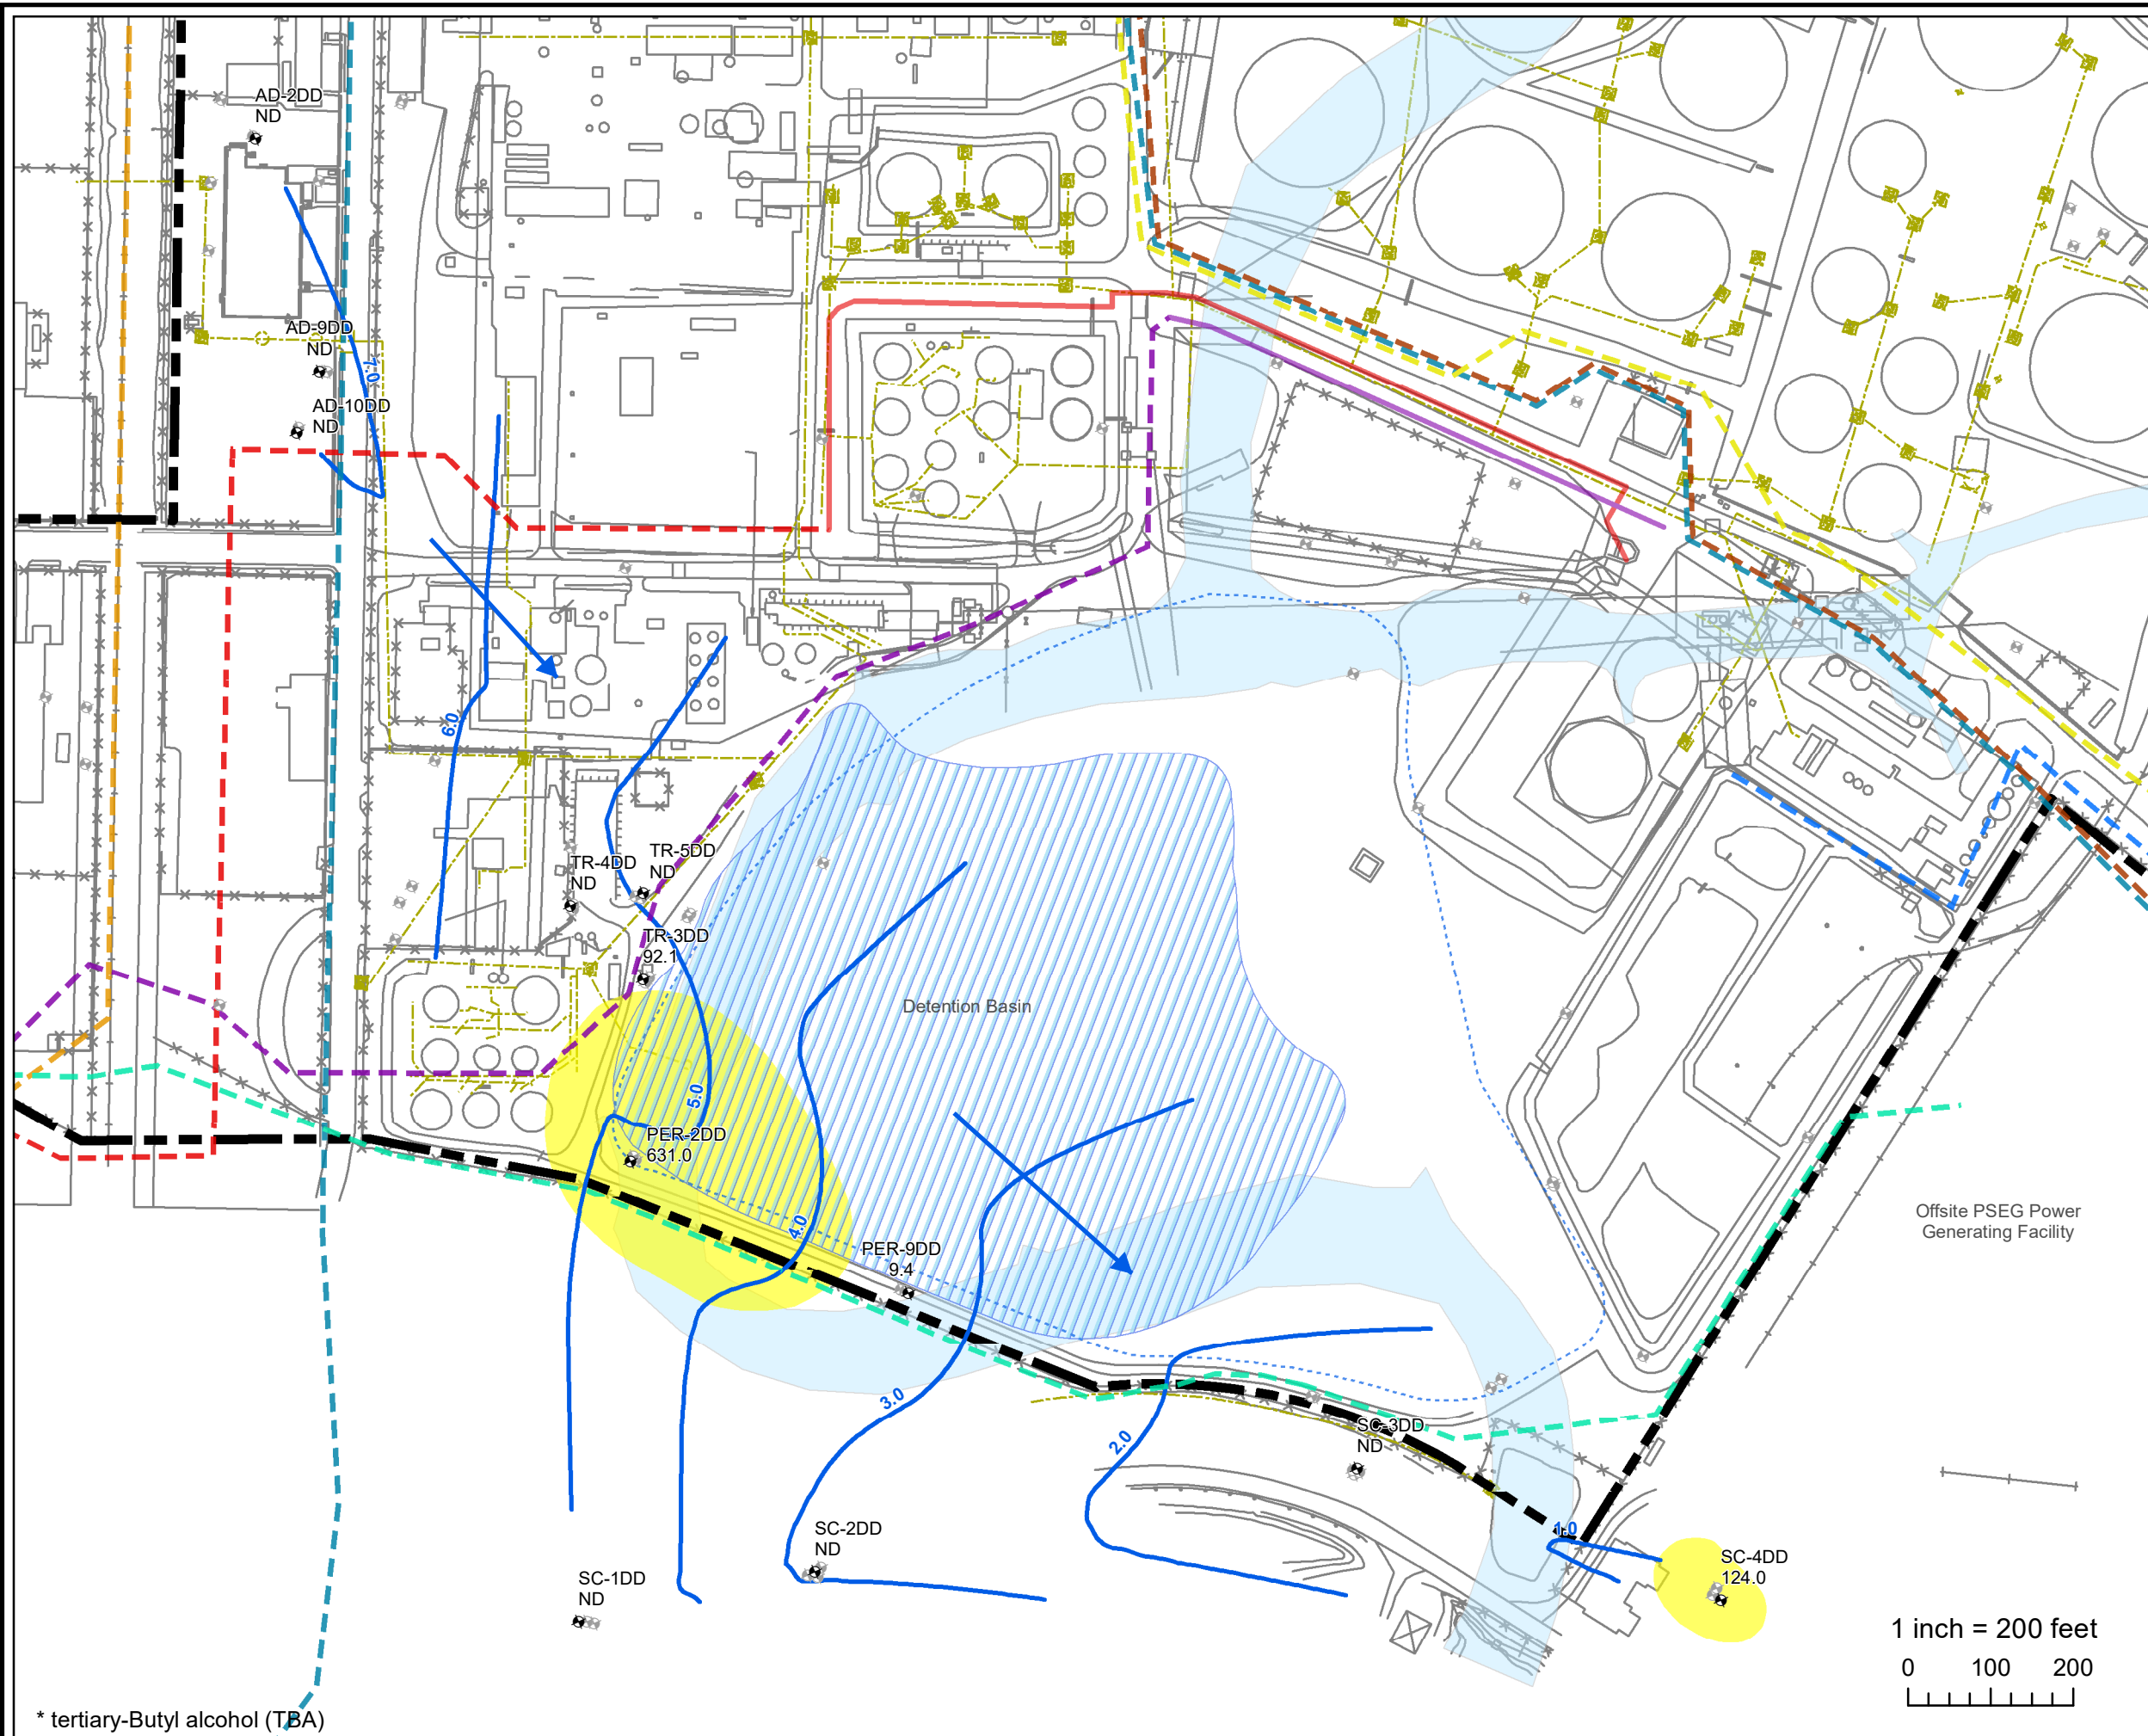 AD-2DD
ND
AD-9DD
ND
7.0
AD-10DD
ND
6.0
TR-5DD
ND
TR-4DD
ND
TR-3DD
92.1
Detention Basin
5.0
PER-2DD
631.0
4.0
PER-9DD
9.4
Offsite PSEG Power
Generating Facility
3.0
2.0
SC-3DD
ND
SC-2DD
ND
1.0
SC-4DD
124.0
SC-1DD
ND
1 inch = 200 feet
0 100 200
* tertiary-Butyl alcohol (TBA)